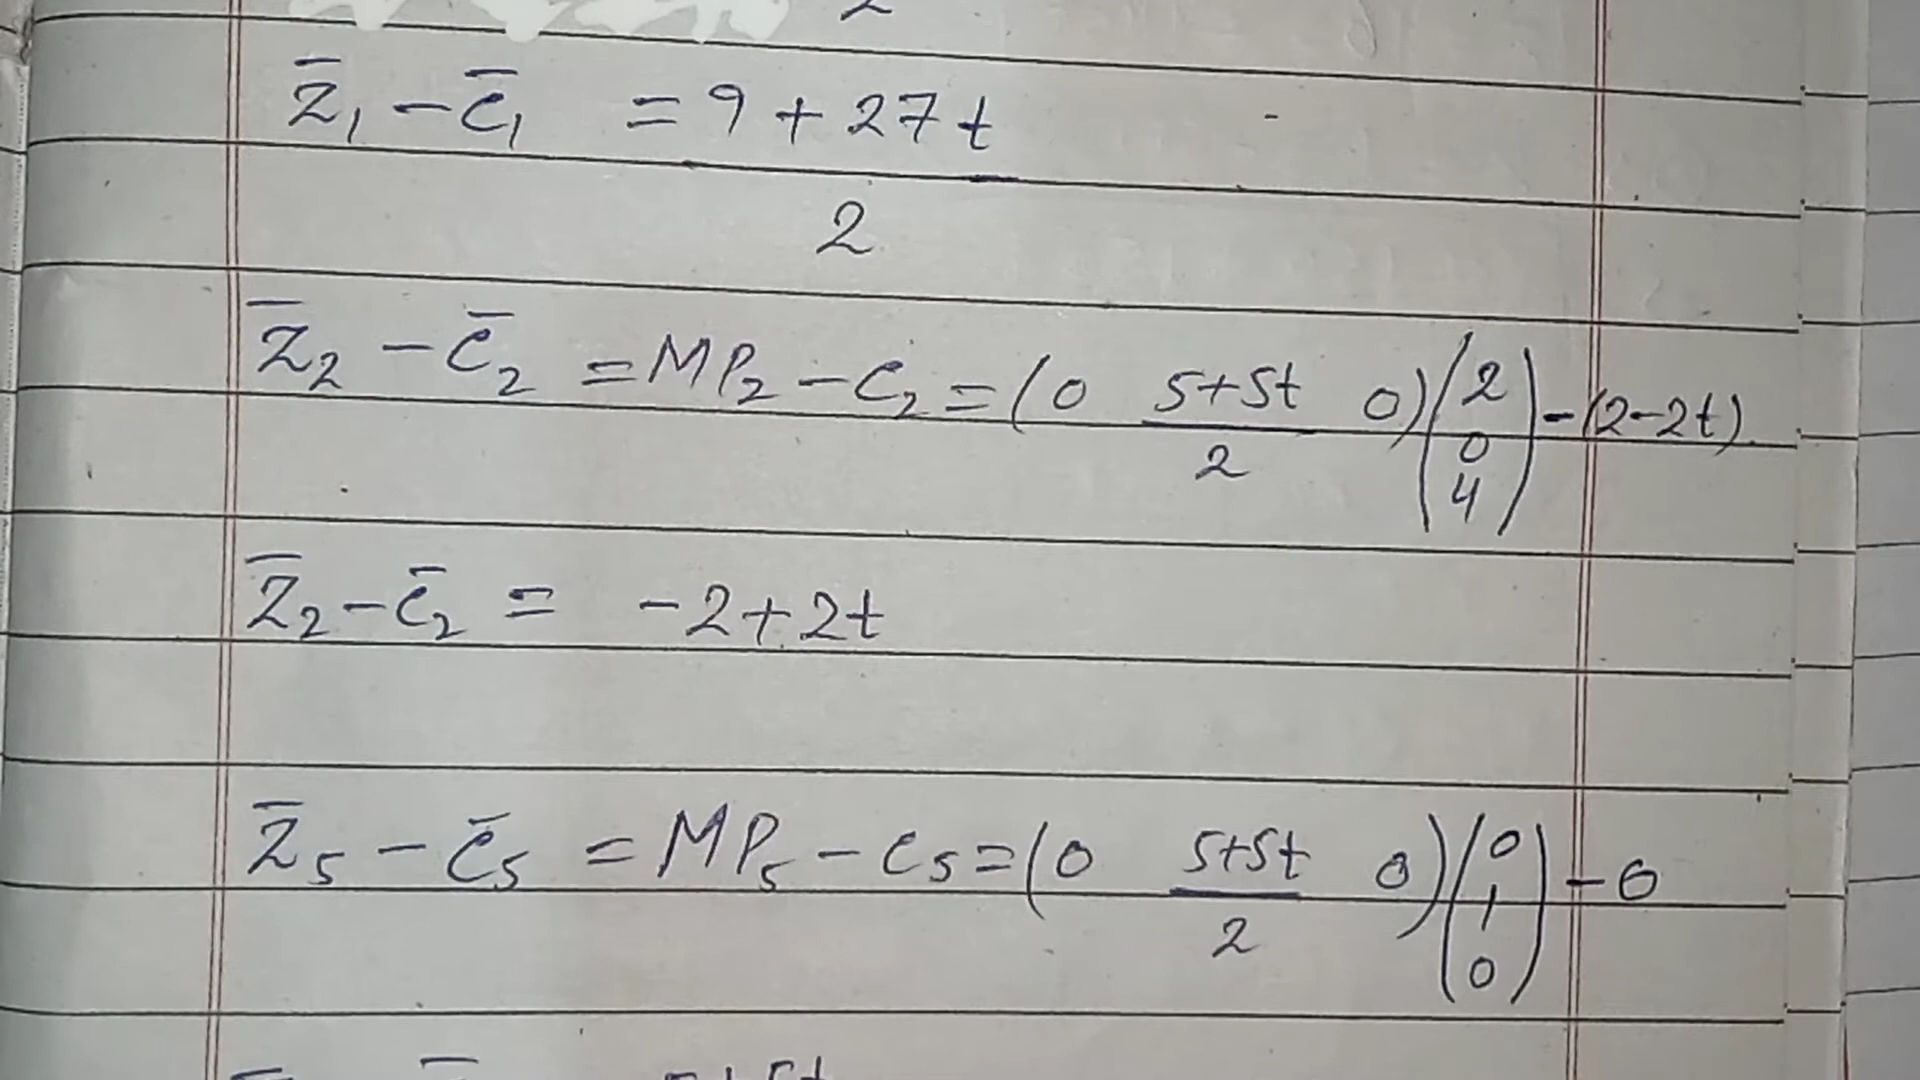 z̄₁ − c̄₁ = 9 + 27t
2
z̄₂ − c̄₂ = MP₂ − c₂ = (0 5+5t 0) (2 − (2−2t)
2 0
4)
z̄₂ − c̄₂ = −2+2t
z̄₅ − c̄₅ = MP₅ − c₅ = (0 5+5t 0) (0 − 0
2 1
0)